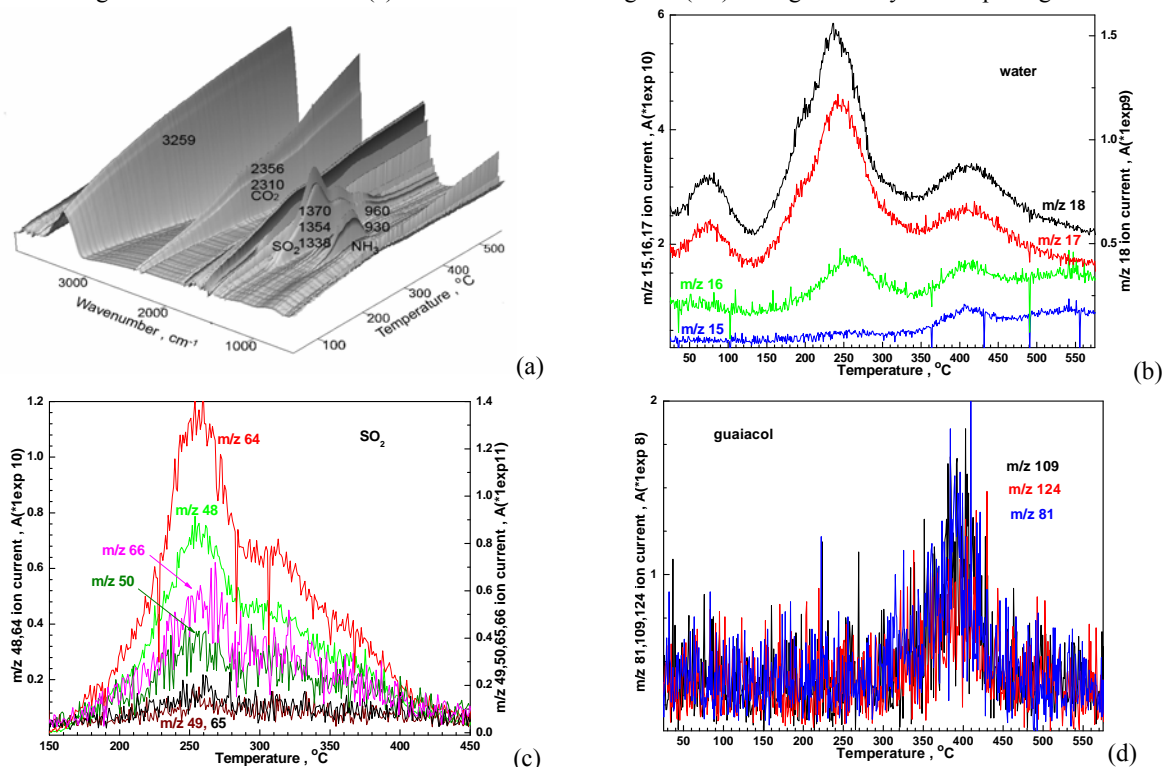 3259
2356
2310
CO2
1370
1354
1338
SO2
960
930
NH3
3000
2000
1000
Wavenumber , cm-1
100
200
300
400
500
Temperature , °C
(a)
6
4
2
m/z 15,16,17 ion current , A(*1exp 10)
water
m/z 18
m/z 17
m/z 16
m/z 15
1.5
1.0
0.5
m/z 18 ion current , A(*1exp9)
50 100 150 200 250 300 350 400 450 500 550
Temperature , °C
(b)
1.2
1.0
0.8
0.6
0.4
0.2
m/z 48,64 ion current , A(*1exp 10)
SO2
m/z 64
m/z 48
m/z 66
m/z 50
m/z 49, 65
1.4
1.2
1.0
0.8
0.6
0.4
0.2
0.0
m/z 49,50,65,66 ion current , A(*1exp11)
150 200 250 300 350 400 450
Temperature , °C
(c)
2
1
m/z 81,109,124 ion current , A(*1exp 8)
guaiacol
m/z 109
m/z 124
m/z 81
50 100 150 200 250 300 350 400 450 500 550
Temperature , °C
(d)